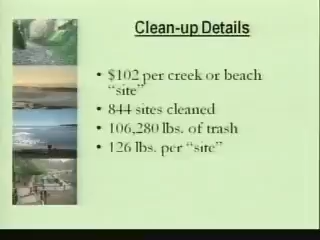 Clean-up Details
• $102 per creek or beach
"site"
• 844 sites cleaned
• 106,280 lbs. of trash
• 126 lbs. per "site"